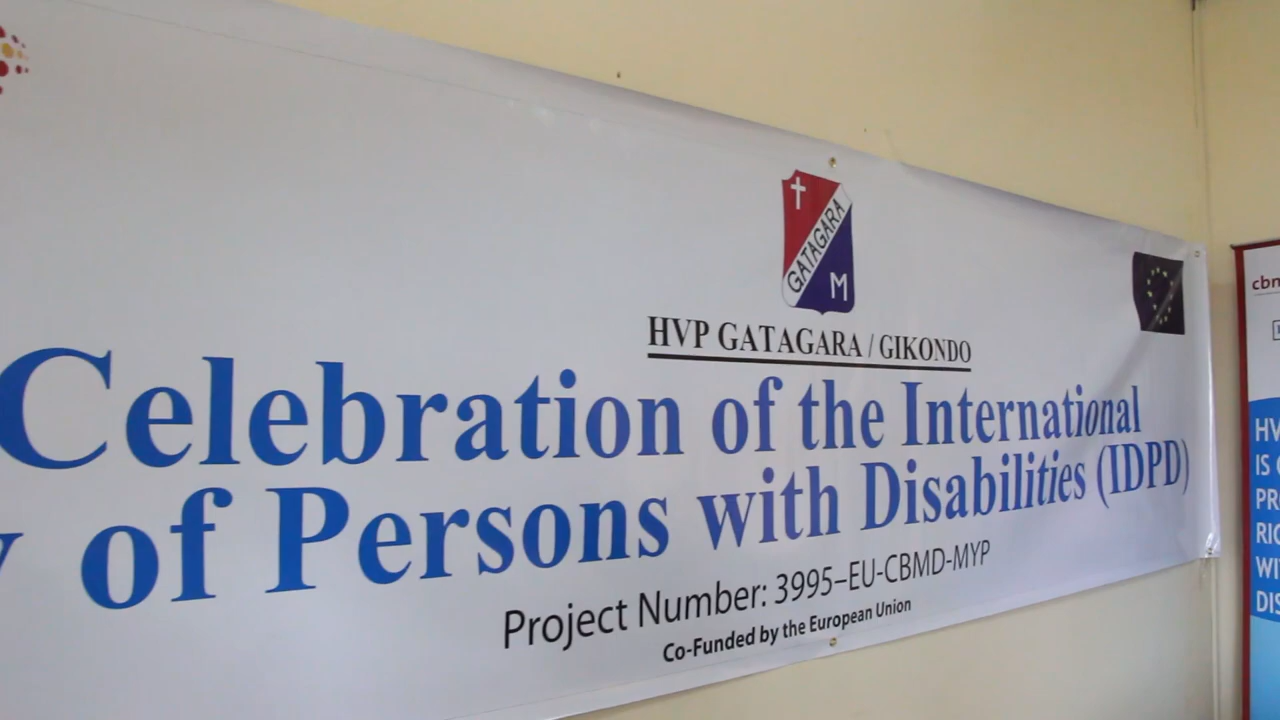 GATAGARA
M
HVP GATAGARA / GIKONDO
Celebration of the International
y of Persons with Disabilities (IDPD)
Project Number: 3995–EU-CBMD-MYP
Co-Funded by the European Union
cbm
HV
IS
PR
RI
WI
DIS